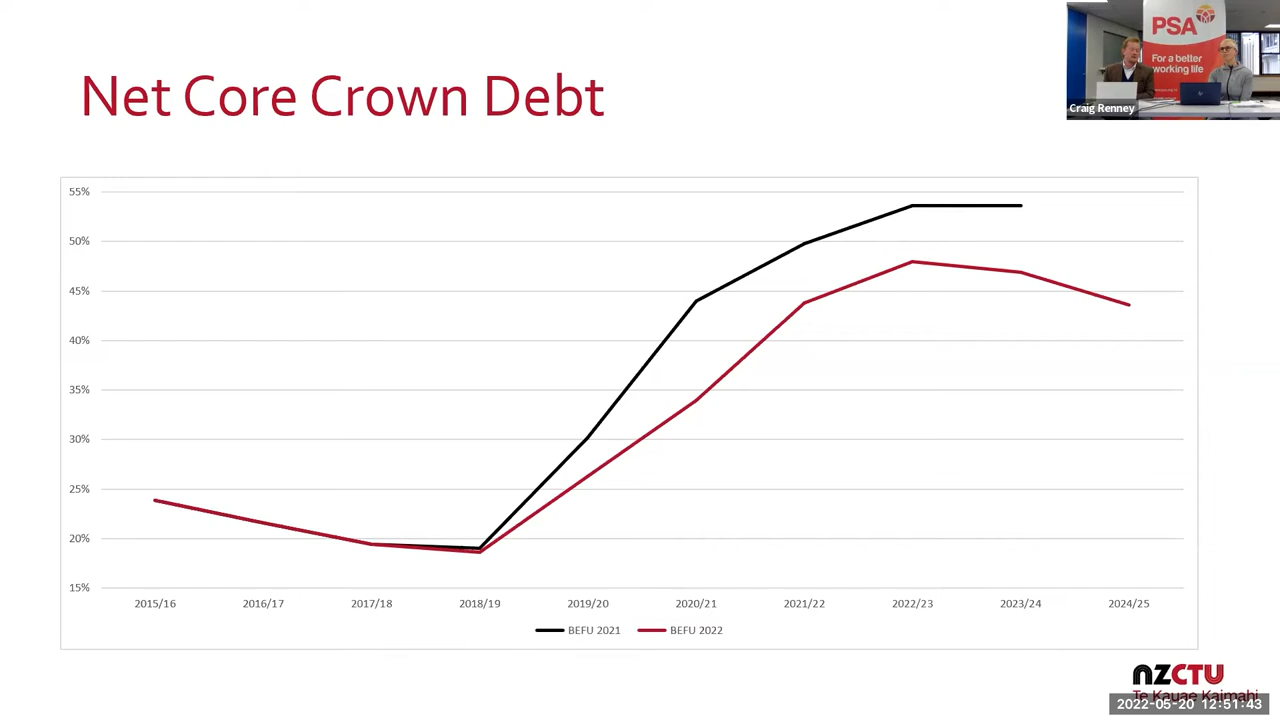 Net Core Crown Debt
PSA
For a better
working life
Craig Renney
55%
50%
45%
40%
35%
30%
25%
20%
15%
2015/16 2016/17 2017/18 2018/19 2019/20 2020/21 2021/22 2022/23 2023/24 2024/25
BEFU 2021 BEFU 2022
NZCTU
Te Kauae Kaimahi
2022-05-20 12:51:43